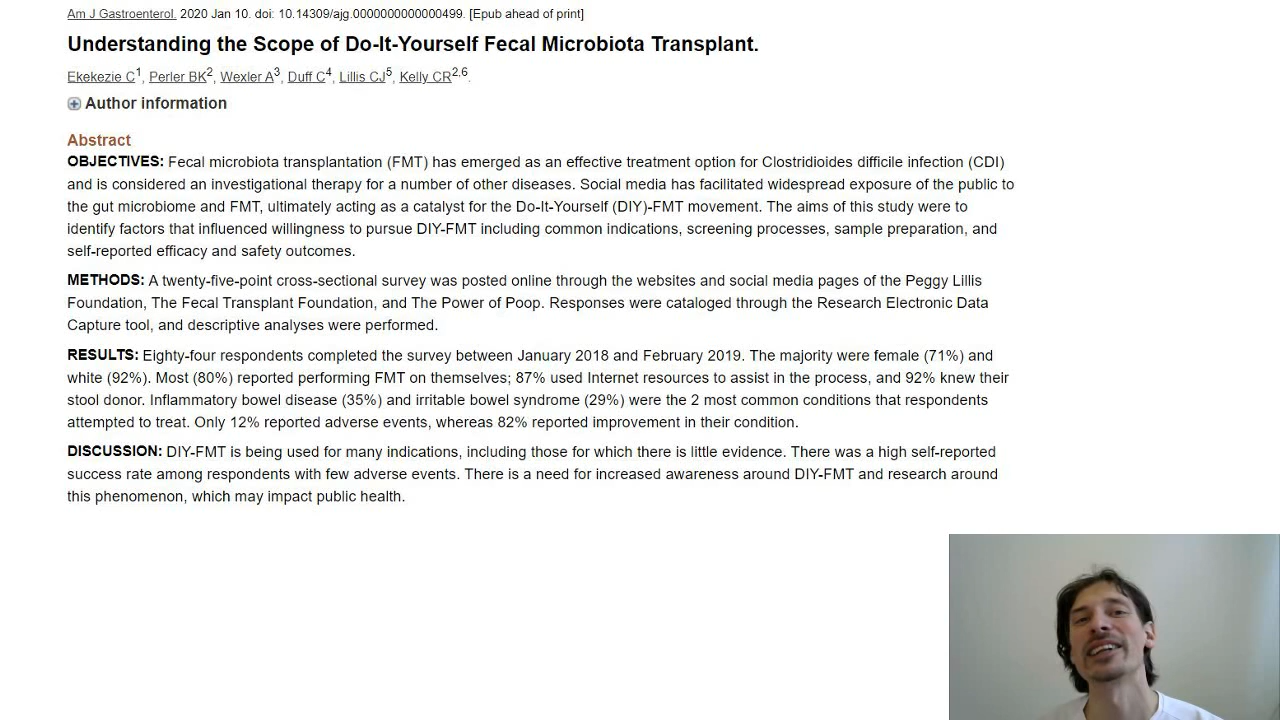 Am J Gastroenterol. 2020 Jan 10. doi: 10.14309/ajg.0000000000000499. [Epub ahead of print]
Understanding the Scope of Do-It-Yourself Fecal Microbiota Transplant.
Ekekezie C1, Perler BK2, Wexler A3, Duff C4, Lillis CJ5, Kelly CR2,6.
Author information
Abstract
OBJECTIVES: Fecal microbiota transplantation (FMT) has emerged as an effective treatment option for Clostridioides difficile infection (CDI)
and is considered an investigational therapy for a number of other diseases. Social media has facilitated widespread exposure of the public to
the gut microbiome and FMT, ultimately acting as a catalyst for the Do-It-Yourself (DIY)-FMT movement. The aims of this study were to
identify factors that influenced willingness to pursue DIY-FMT including common indications, screening processes, sample preparation, and
self-reported efficacy and safety outcomes.
METHODS: A twenty-five-point cross-sectional survey was posted online through the websites and social media pages of the Peggy Lillis
Foundation, The Fecal Transplant Foundation, and The Power of Poop. Responses were cataloged through the Research Electronic Data
Capture tool, and descriptive analyses were performed.
RESULTS: Eighty-four respondents completed the survey between January 2018 and February 2019. The majority were female (71%) and
white (92%). Most (80%) reported performing FMT on themselves; 87% used Internet resources to assist in the process, and 92% knew their
stool donor. Inflammatory bowel disease (35%) and irritable bowel syndrome (29%) were the 2 most common conditions that respondents
attempted to treat. Only 12% reported adverse events, whereas 82% reported improvement in their condition.
DISCUSSION: DIY-FMT is being used for many indications, including those for which there is little evidence. There was a high self-reported
success rate among respondents with few adverse events. There is a need for increased awareness around DIY-FMT and research around
this phenomenon, which may impact public health.